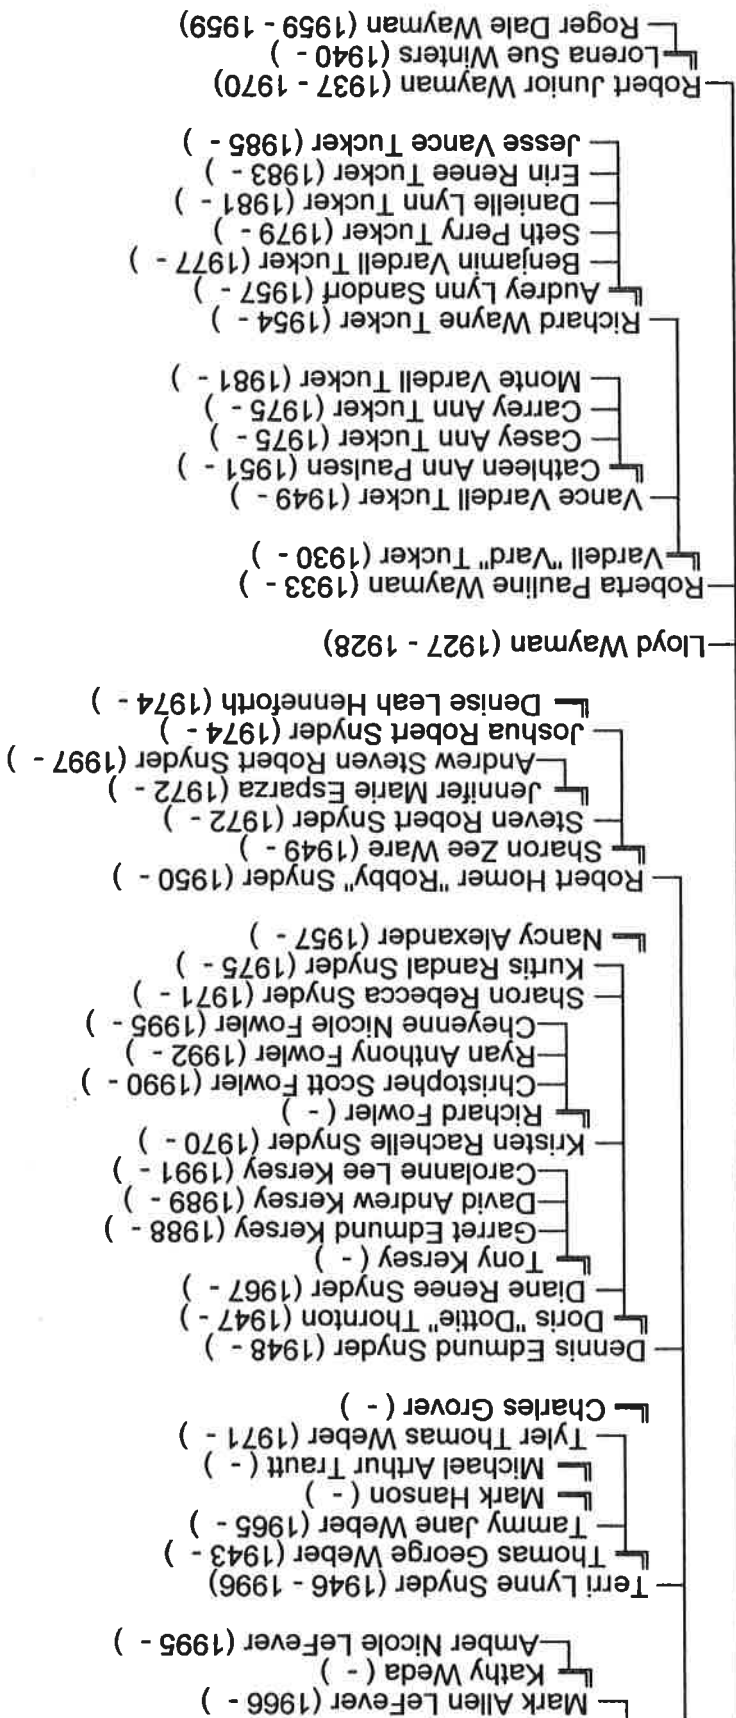 Mark Allen LeFever (1966 - )
Kathy Weda ( - )
Amber Nicole LeFever (1995 - )
Terri Lynne Snyder (1946 - 1996)
Thomas George Weber (1943 - )
Tammy Jane Weber (1965 - )
Mark Hanson ( - )
Michael Arthur Trautt ( - )
Tyler Thomas Weber (1971 - )
Charles Grover ( - )
Dennis Edmund Snyder (1948 - )
Doris "Dottie" Thornton (1947 - )
Diane Renee Snyder (1967 - )
Tony Kersey ( - )
Garret Edmund Kersey (1988 - )
David Andrew Kersey (1989 - )
Carolanne Lee Kersey (1991 - )
Kristen Rachelle Snyder (1970 - )
Richard Fowler ( - )
Christopher Scott Fowler (1990 - )
Ryan Anthony Fowler (1992 - )
Cheyenne Nicole Fowler (1995 - )
Sharon Rebecca Snyder (1971 - )
Kurtis Randal Snyder (1975 - )
Nancy Alexander (1957 - )
Robert Homer "Robby" Snyder (1950 - )
Sharon Zee Ware (1949 - )
Steven Robert Snyder (1972 - )
Jennifer Marie Esparza (1972 - )
Andrew Steven Robert Snyder (1997 - )
Joshua Robert Snyder (1974 - )
Denise Leah Henneforth (1974 - )
Lloyd Wayman (1927 - 1928)
Roberta Pauline Wayman (1933 - )
Vardell "Vard" Tucker (1930 - )
Vance Vardell Tucker (1949 - )
Cathleen Ann Paulsen (1951 - )
Casey Ann Tucker (1975 - )
Carrey Ann Tucker (1975 - )
Monte Vardell Tucker (1981 - )
Richard Wayne Tucker (1954 - )
Audrey Lynn Sandorf (1957 - )
Benjamin Vardell Tucker (1977 - )
Seth Perry Tucker (1979 - )
Danielle Lynn Tucker (1981 - )
Erin Renee Tucker (1983 - )
Jesse Vance Tucker (1985 - )
Robert Junior Wayman (1937 - 1970)
Lorena Sue Winters (1940 - )
Roger Dale Wayman (1959 - 1959)